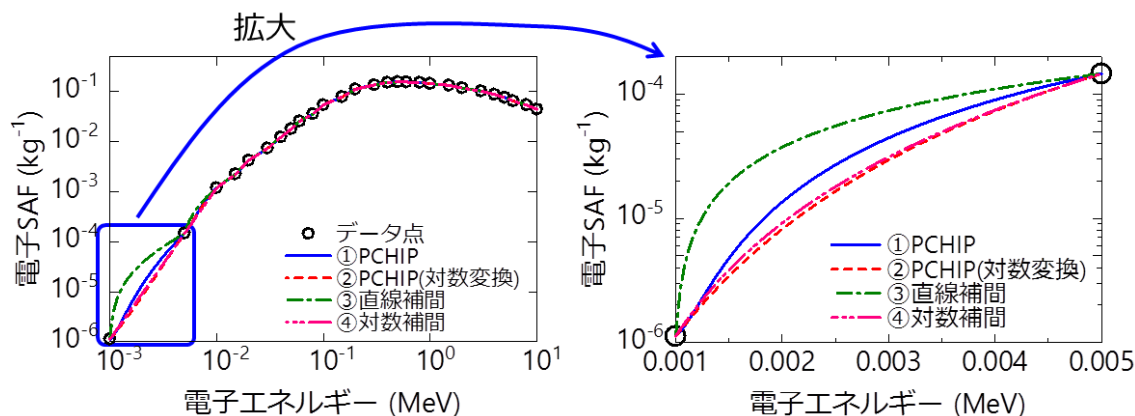 拡大
電子SAF (kg⁻¹)
10⁻¹
10⁻²
10⁻³
10⁻⁴
10⁻⁵
10⁻⁶
データ点
①PCHIP
②PCHIP(対数変換)
③直線補間
④対数補間
10⁻³
10⁻²
10⁻¹
10⁰
10¹
電子エネルギー (MeV)
電子SAF (kg⁻¹)
10⁻⁴
10⁻⁵
10⁻⁶
①PCHIP
②PCHIP(対数変換)
③直線補間
④対数補間
0.001
0.002
0.003
0.004
0.005
電子エネルギー (MeV)